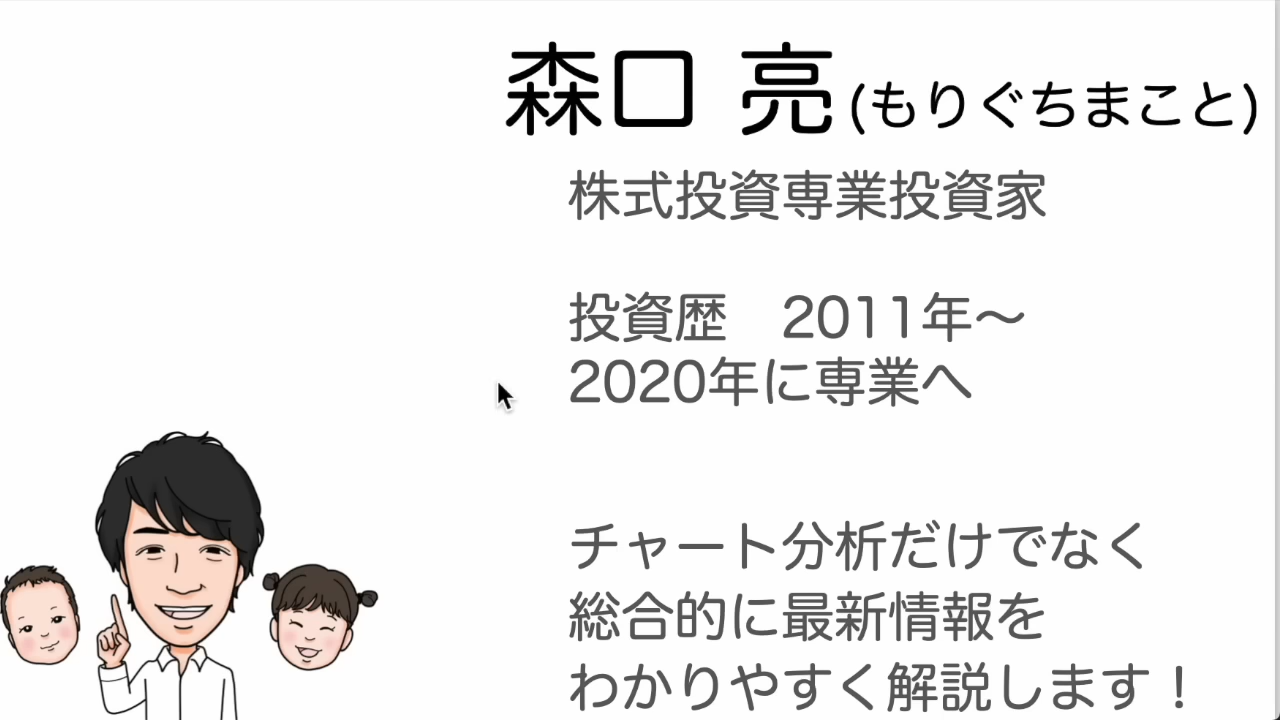 森口 亮(もりぐちまこと)
株式投資専業投資家
投資歴　2011年〜
2020年に専業へ
チャート分析だけでなく
総合的に最新情報を
わかりやすく解説します！